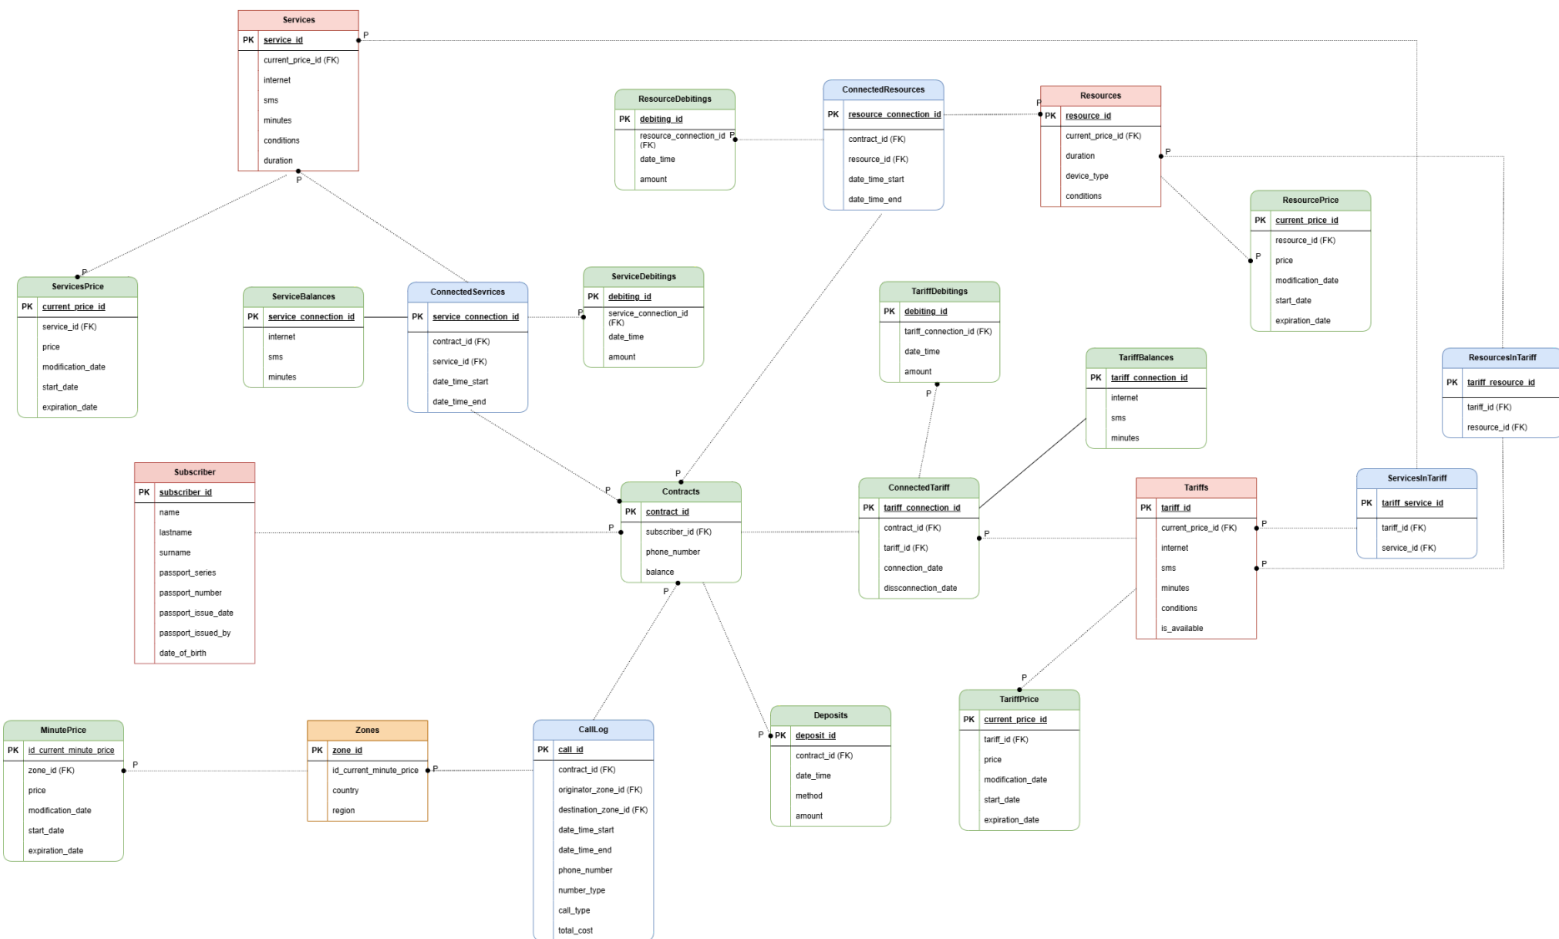 Services
PK service_id
current_price_id (FK)
internet
sms
minutes
conditions
duration
P
P
ResourceDebitings
PK debiting_id
resource_connection_id
(FK)
date_time
amount
P
ConnectedResources
PK resource_connection_id
contract_id (FK)
resource_id (FK)
date_time_start
date_time_end
Resources
P
PK resource_id
current_price_id (FK)
duration
device_type
conditions
P
ResourcePrice
PK current_price_id
resource_id (FK)
price
modification_date
start_date
expiration_date
P
P
ServicesPrice
PK current_price_id
service_id (FK)
price
modification_date
start_date
expiration_date
ServiceBalances
PK service_connection_id
internet
sms
minutes
ConnectedSevrices
PK service_connection_id
contract_id (FK)
service_id (FK)
date_time_start
date_time_end
ServiceDebitings
PK debiting_id
P
service_connection_id
(FK)
date_time
amount
TariffDebitings
PK debiting_id
tariff_connection_id (FK)
date_time
amount
P
TariffBalances
PK tariff_connection_id
internet
sms
minutes
ResourcesInTariff
PK tariff_resource_id
tariff_id (FK)
resource_id (FK)
Subscriber
PK subscriber_id
name
lastname
surname
passport_series
passport_number
passport_issue_date
passport_issued_by
date_of_birth
P
P
P
Contracts
PK contract_id
subscriber_id (FK)
phone_number
balance
P
ConnectedTariff
PK tariff_connection_id
contract_id (FK)
tariff_id (FK)
connection_date
dissconnection_date
P
Tariffs
PK tariff_id
current_price_id (FK)
internet
sms
minutes
conditions
is_available
P
P
ServicesInTariff
PK tariff_service_id
tariff_id (FK)
service_id (FK)
P
TariffPrice
PK current_price_id
tariff_id (FK)
price
modification_date
start_date
expiration_date
MinutePrice
PK id_current_minute_price
zone_id (FK)
price
modification_date
start_date
expiration_date
P
Zones
PK zone_id
id_current_minute_price
country
region
P
CallLog
PK call_id
contract_id (FK)
originator_zone_id (FK)
destination_zone_id (FK)
date_time_start
date_time_end
phone_number
number_type
call_type
total_cost
Deposits
P
PK deposit_id
contract_id (FK)
date_time
method
amount